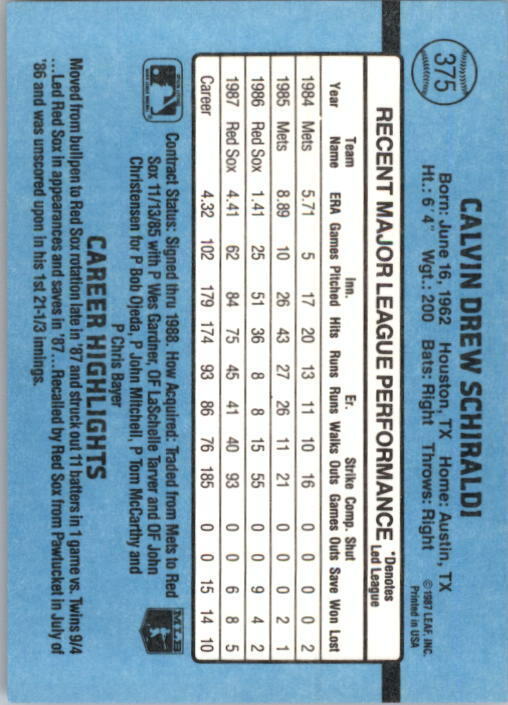 375
CALVIN DREW SCHIRALDI
Born: June 16, 1962 Houston, TX Home: Austin, TX
Ht.: 6' 4" Wgt.: 200 Bats: Right Throws: Right
© 1987 LEAF, INC.
Printed in USA
RECENT MAJOR LEAGUE PERFORMANCE *Denotes Led League
Team Inn. Er. Strike Comp. Shut
Year Name ERA Games Pitched Hits Runs Runs Walks Outs Games Outs Save Won Lost
1984 Mets 5.71 5 17 20 13 11 10 16 0 0 0 0 2
1985 Mets 8.89 10 26 43 27 26 11 21 0 0 0 2 1
1986 Red Sox 1.41 25 51 36 8 8 15 55 0 0 9 4 2
1987 Red Sox 4.41 62 84 75 45 41 40 93 0 0 6 8 5
Career 4.32 102 179 174 93 86 76 185 0 0 15 14 10
Contract Status: Signed thru 1988. How Acquired: Traded from Mets to Red
Sox 11/13/85 with P Wes Gardner, OF LaSchelle Tarver and OF John
Christensen for P Bob Ojeda, P John Mitchell, P Tom McCarthy and
P Chris Bayer
MLB
CAREER HIGHLIGHTS
Moved from bullpen to Red Sox rotation late in '87 and struck out 11 batters in 1 game vs. Twins 9/4
...Led Red Sox in appearances and saves in '87... Recalled by Red Sox from Pawtucket in July of
'86 and was unscored upon in his 1st 21-1/3 innings.